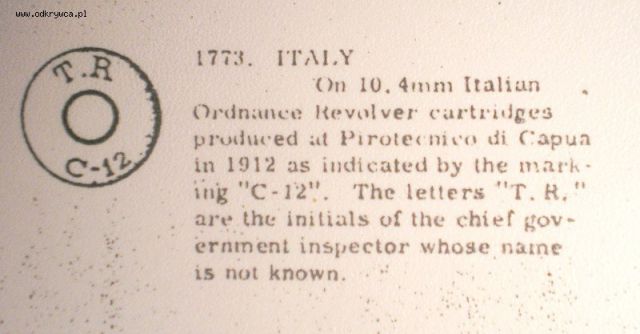 www.odkrywca.pl
T.R
C-12
1773. ITALY
On 10.4mm Italian
Ordnance Revolver cartridges
produced at Pirotecnico di Capua
in 1912 as indicated by the mark-
ing "C-12". The letters "T.R."
are the initials of the chief gov-
ernment inspector whose name
is not known.